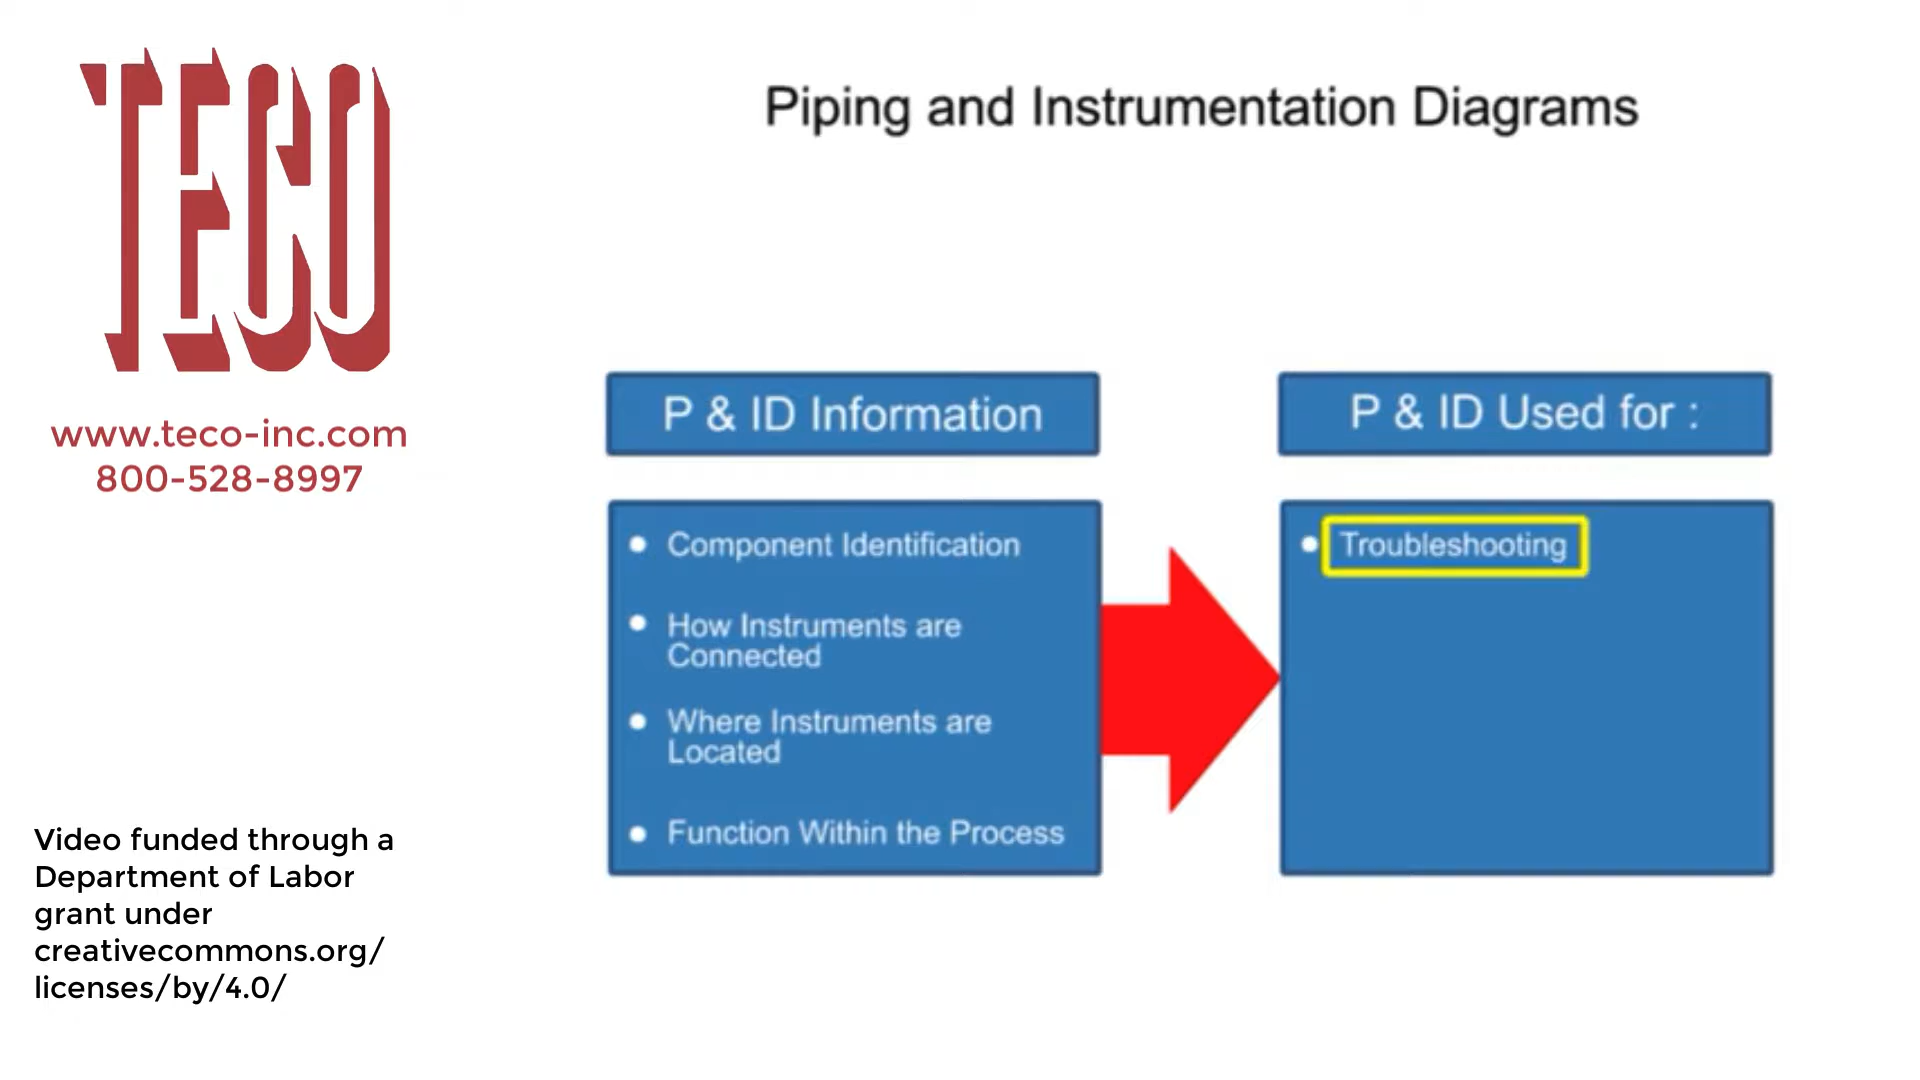 TECO
www.teco-inc.com
800-528-8997
Video funded through a
Department of Labor
grant under
creativecommons.org/
licenses/by/4.0/
Piping and Instrumentation Diagrams
P & ID Information
• Component Identification
• How Instruments are
Connected
• Where Instruments are
Located
• Function Within the Process
P & ID Used for :
• Troubleshooting